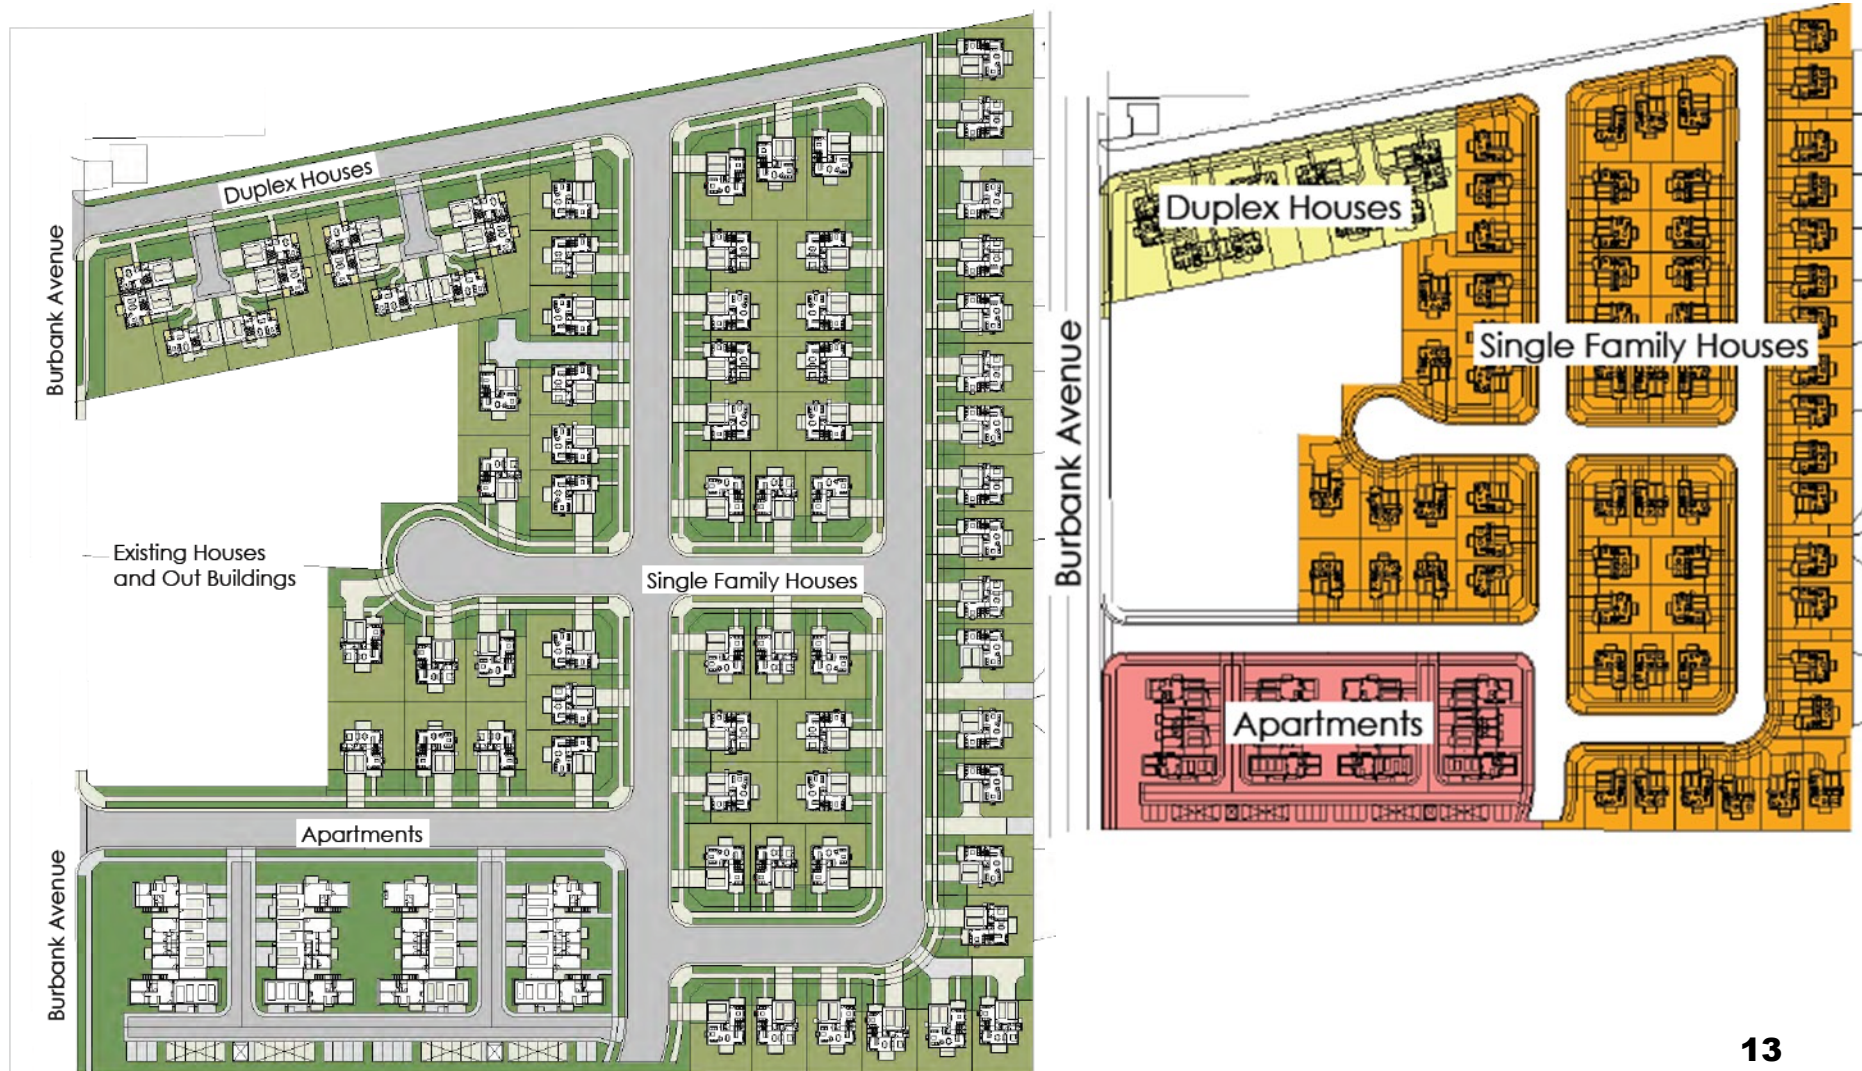 Duplex Houses
Burbank Avenue
Existing Houses
and Out Buildings
Single Family Houses
Apartments
Burbank Avenue
Duplex Houses
Single Family Houses
Burbank Avenue
Apartments
13